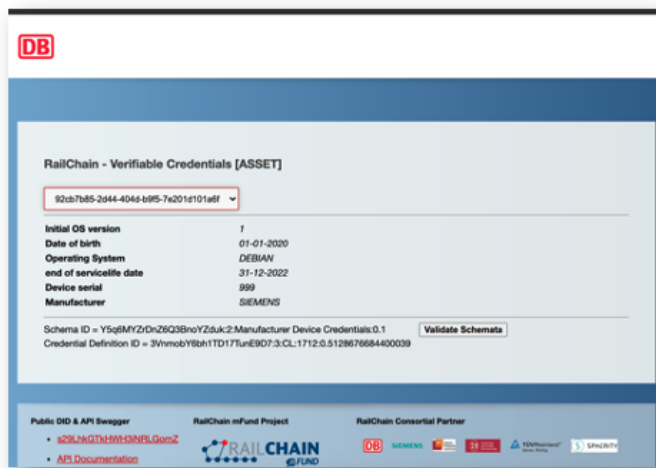 DB
RailChain - Verifiable Credentials [ASSET]
92cb7b85-2d44-404d-b9f5-7e201d101a6f
Initial OS version 1
Date of birth 01-01-2020
Operating System DEBIAN
end of servicelife date 31-12-2022
Device serial 999
Manufacturer SIEMENS
Schema ID = Y5q6MYZrDnZ6Q3BnoYZduk:2:Manufacturer Device Credentials:0.1 Validate Schemata
Credential Definition ID = 3VnmobY6bh1TD17TunE9D7:3:CL:1712:0.5128676684400039
Public DID & API Swagger RailChain mFund Project RailChain Consortial Partner
s29LhkGTkHWH3iNRLGomZ
API Documentation
RAILCHAIN
FUND
DB SIEMENS TÜVRheinland SPHERITY